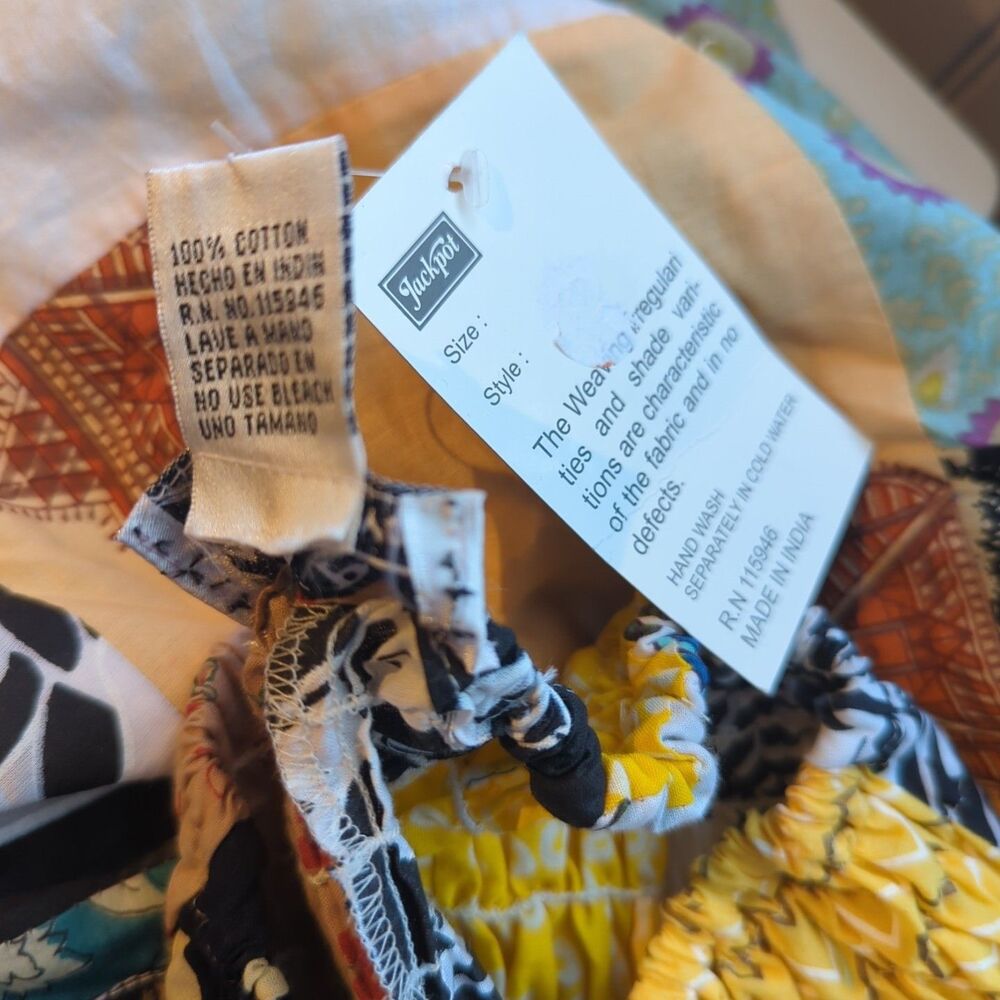 100% COTTON
HECHO EN INDIA
R.N. NO.115946
LAVE A MANO
SEPARADO EN
NO USE BLEACH
UNO TAMANO
Jackpot
Size :
Style :
The Weaving irregulari
ties and shade vari-
tions are characteristic
of the fabric and in no
defects.
HAND WASH
SEPARATELY IN COLD WATER
R.N 115946
MADE IN INDIA